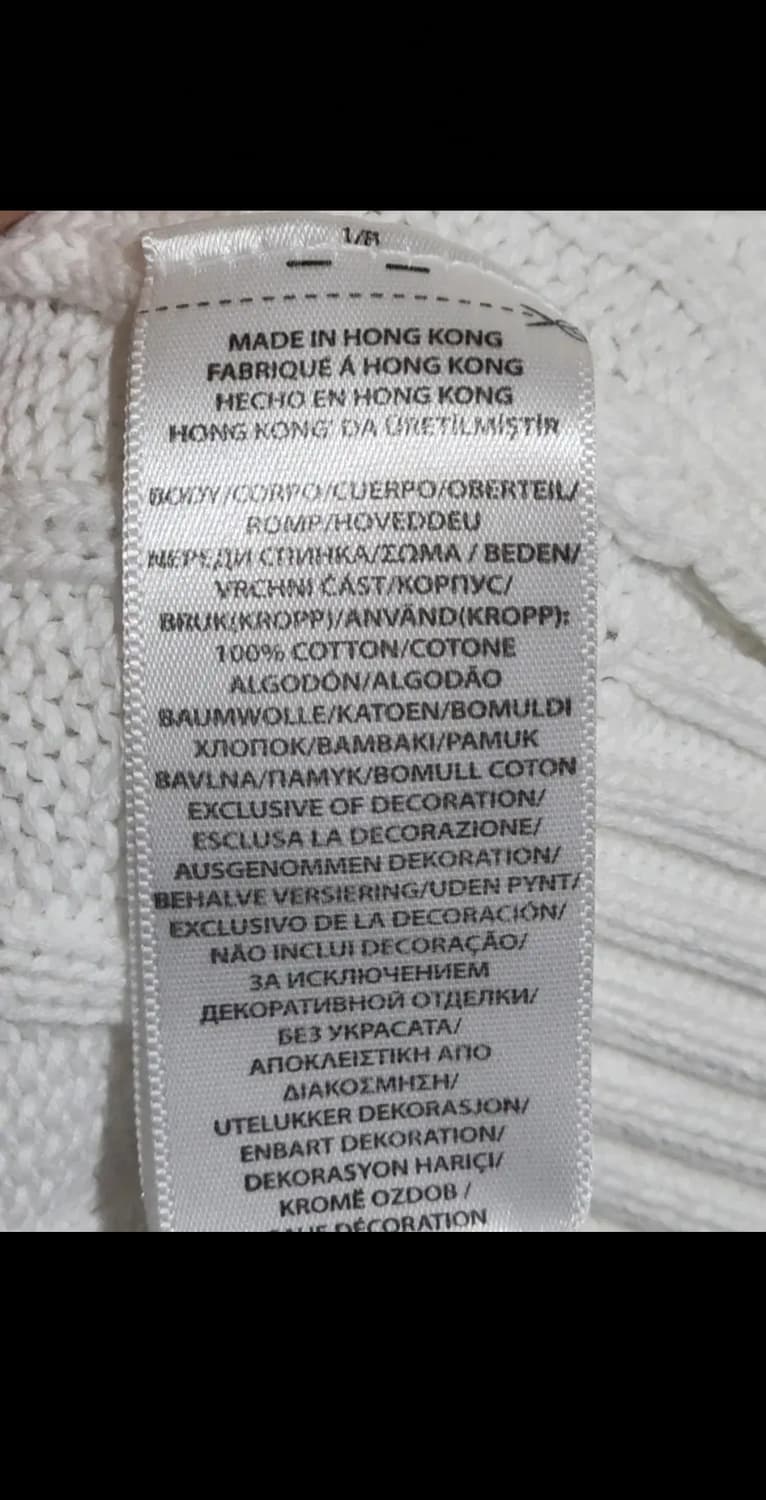 1/F1
MADE IN HONG KONG
FABRIQUÉ Á HONG KONG
HECHO EN HONG KONG
HONG KONG' DA ÜRETİLMİŞTİR
BODY/CORPO/CUERPO/OBERTEIL/
ROMP/HOVEDDEU
ΝΕΡΕДИ СПИНКА/ΣΩΜΑ / BEDEN/
VRCHNI ČAST/КОРПУС/
BRUK(KROPP)/ANVÄND(KROPP):
100% COTTON/COTONE
ALGODÓN/ALGODÃO
BAUMWOLLE/KATOEN/BOMULDI
ХЛОПОК/BAMBAKI/PAMUK
BAVLNA/ПАМУК/BOMULL COTON
EXCLUSIVE OF DECORATION/
ESCLUSA LA DECORAZIONE/
AUSGENOMMEN DEKORATION/
BEHALVE VERSIERING/UDEN PYNT/
EXCLUSIVO DE LA DECORACIÓN/
NÃO INCLUI DECORAÇÃO/
ЗА ИСКЛЮЧЕНИЕМ
ДЕКОРАТИВНОЙ ОТДЕЛКИ/
БЕЗ УКРАСАТА/
ΑΠΟΚΛΕΙΣΤΙΚΗ ΑΠΟ
ΔΙΑΚΟΣΜΗΣΗ/
UTELUKKER DEKORASJON/
ENBART DEKORATION/
DEKORASYON HARIÇI/
KROMĚ OZDOB /
DÉCORATION